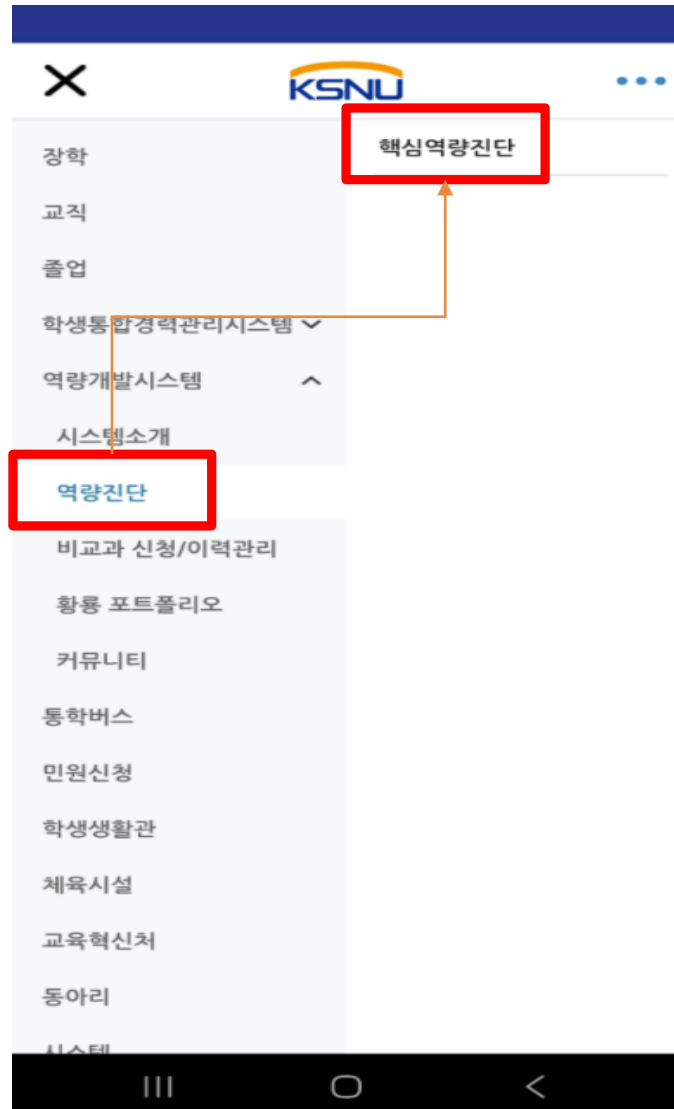 KSNU
장학
핵심역량진단
교직
졸업
학생통합경력관리시스템
역량개발시스템
시스템소개
역량진단
비교과 신청/이력관리
황룡 포트폴리오
커뮤니티
통학버스
민원신청
학생생활관
체육시설
교육혁신처
동아리
시스템